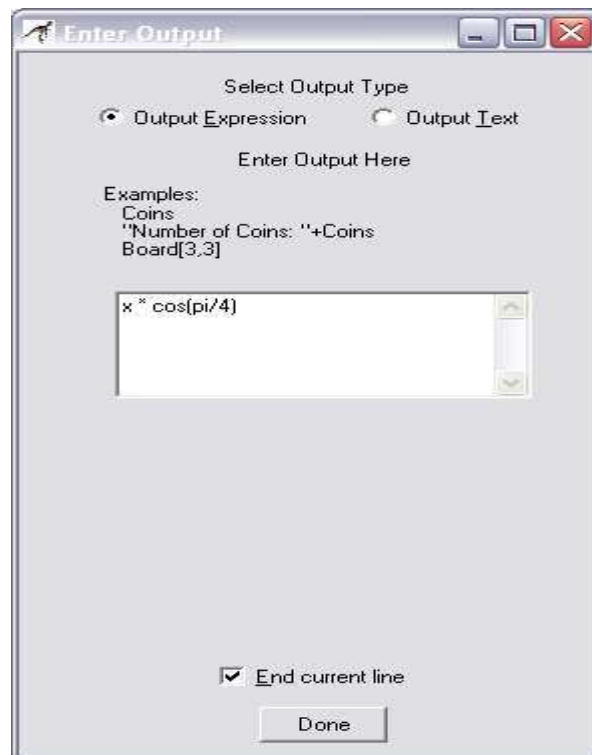 Enter Output
Select Output Type
Output Expression Output Text
Enter Output Here
Examples:
Coins
"Number of Coins: "+Coins
Board[3,3]
x * cos(pi/4)
End current line
Done